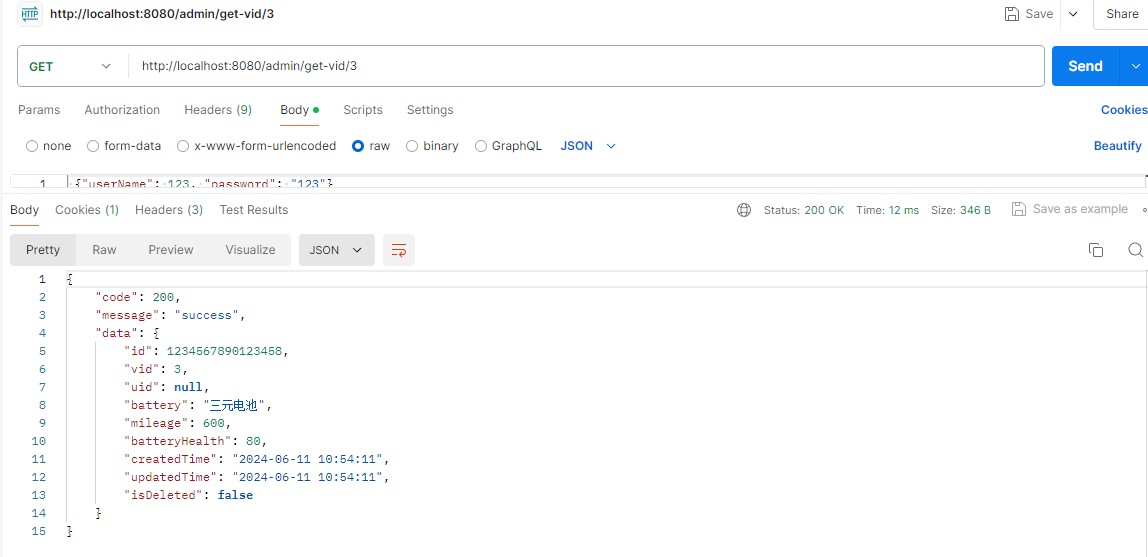 HTTP http://localhost:8080/admin/get-vid/3 Save Share
GET http://localhost:8080/admin/get-vid/3 Send
Params Authorization Headers (9) Body Scripts Settings Cookies
none form-data x-www-form-urlencoded raw binary GraphQL JSON Beautify
1 {"userName": 123, "password": "123"}
Body Cookies (1) Headers (3) Test Results Status: 200 OK Time: 12 ms Size: 346 B Save as example
Pretty Raw Preview Visualize JSON
1 {
2 "code": 200,
3 "message": "success",
4 "data": {
5 "id": 1234567890123458,
6 "vid": 3,
7 "uid": null,
8 "battery": "三元电池",
9 "mileage": 600,
10 "batteryHealth": 80,
11 "createdTime": "2024-06-11 10:54:11",
12 "updatedTime": "2024-06-11 10:54:11",
13 "isDeleted": false
14 }
15 }